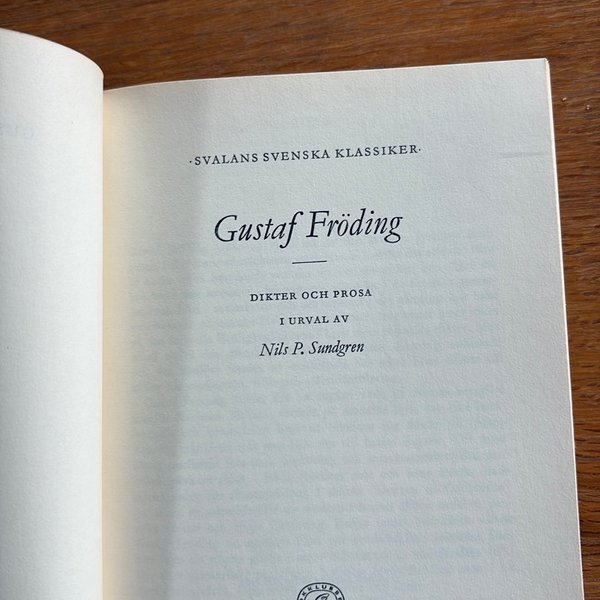 ·SVALANS SVENSKA KLASSIKER·
Gustaf Fröding
DIKTER OCH PROSA
I URVAL AV
Nils P. Sundgren